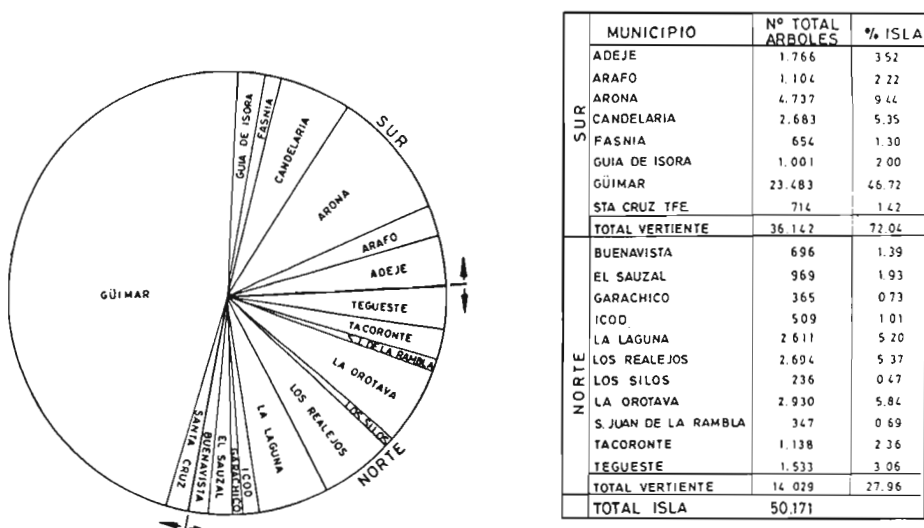 GÜIMAR
GUIA DE ISORA
FASNIA
CANDELARIA
SUR
ARONA
ARAFO
ADEJE
TEGUESTE
TACORONTE
S.J. DE LA RAMBLA
LA OROTAVA
LOS SILOS
NORTE
LOS REALEJOS
LA LAGUNA
ICOD
GARACHICO
EL SAUZAL
BUENAVISTA
SANTA CRUZ
MUNICIPIO Nº TOTAL ARBOLES % ISLA
SUR
ADEJE 1.766 3 52
ARAFO 1.104 2 22
ARONA 4.737 9 44
CANDELARIA 2.683 5.35
FASNIA 654 1.30
GUIA DE ISORA 1.001 2 00
GÜIMAR 23.483 46.72
STA CRUZ TFE 714 1 42
TOTAL VERTIENTE 36.142 72.04
NORTE
BUENAVISTA 696 1.39
EL SAUZAL 969 1.93
GARACHICO 365 0 73
ICOD 509 1 01
LA LAGUNA 2 611 5 20
LOS REALEJOS 2.694 5.37
LOS SILOS 236 0 47
LA OROTAVA 2.930 5.84
S. JUAN DE LA RAMBLA 347 0 69
TACORONTE 1.138 2 36
TEGUESTE 1.533 3 06
TOTAL VERTIENTE 14 029 27.96
TOTAL ISLA 50.171